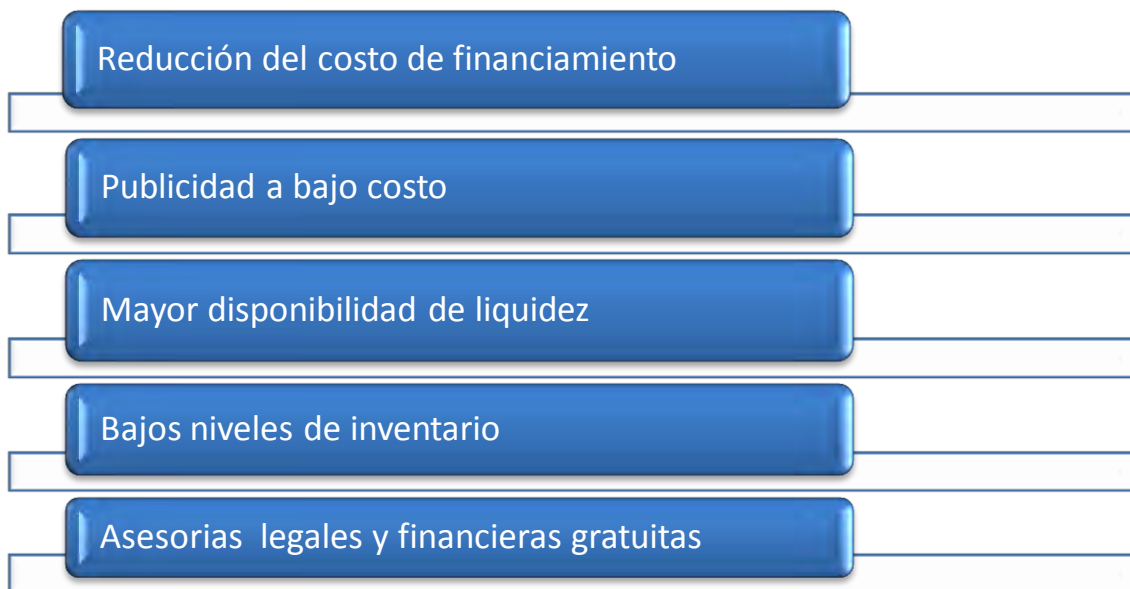 Reducción del costo de financiamiento
Publicidad a bajo costo
Mayor disponibilidad de liquidez
Bajos niveles de inventario
Asesorias legales y financieras gratuitas